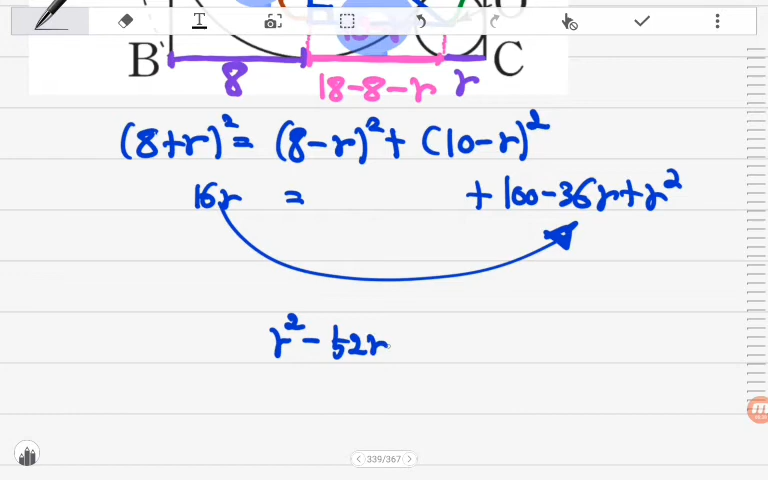 B 8 18-8-r r C
(8+r)² = (8-r)² + (10-r)²
16r = + 100-36r+r²
r² - 52r
339/367